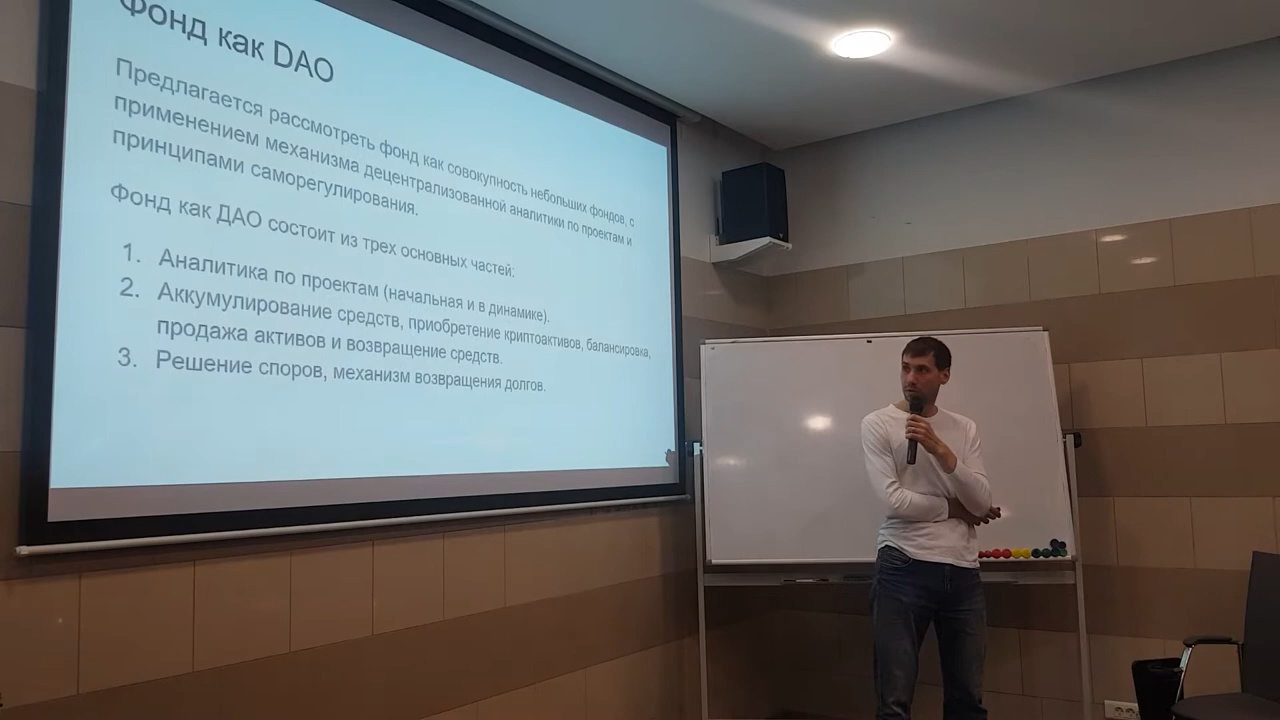 Фонд как DAO
Предлагается рассмотреть фонд как совокупность небольших фондов, с
применением механизма децентрализованной аналитики по проектам и
принципами саморегулирования.
Фонд как ДАО состоит из трех основных частей:
1. Аналитика по проектам (начальная и в динамике).
2. Аккумулирование средств, приобретение криптоактивов, балансировка,
продажа активов и возвращение средств.
3. Решение споров, механизм возвращения долгов.